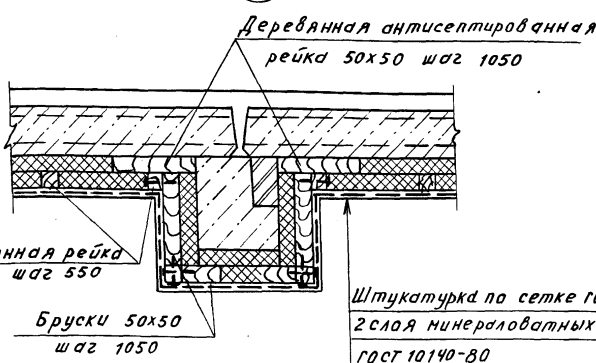 Деревянная антисептированная
рейка 50х50 шаг 1050
рейка
шаг 550
Бруски 50х50
шаг 1050
Штукатурка по сетке
2 слоя минераловатных
ГОСТ 10140-80